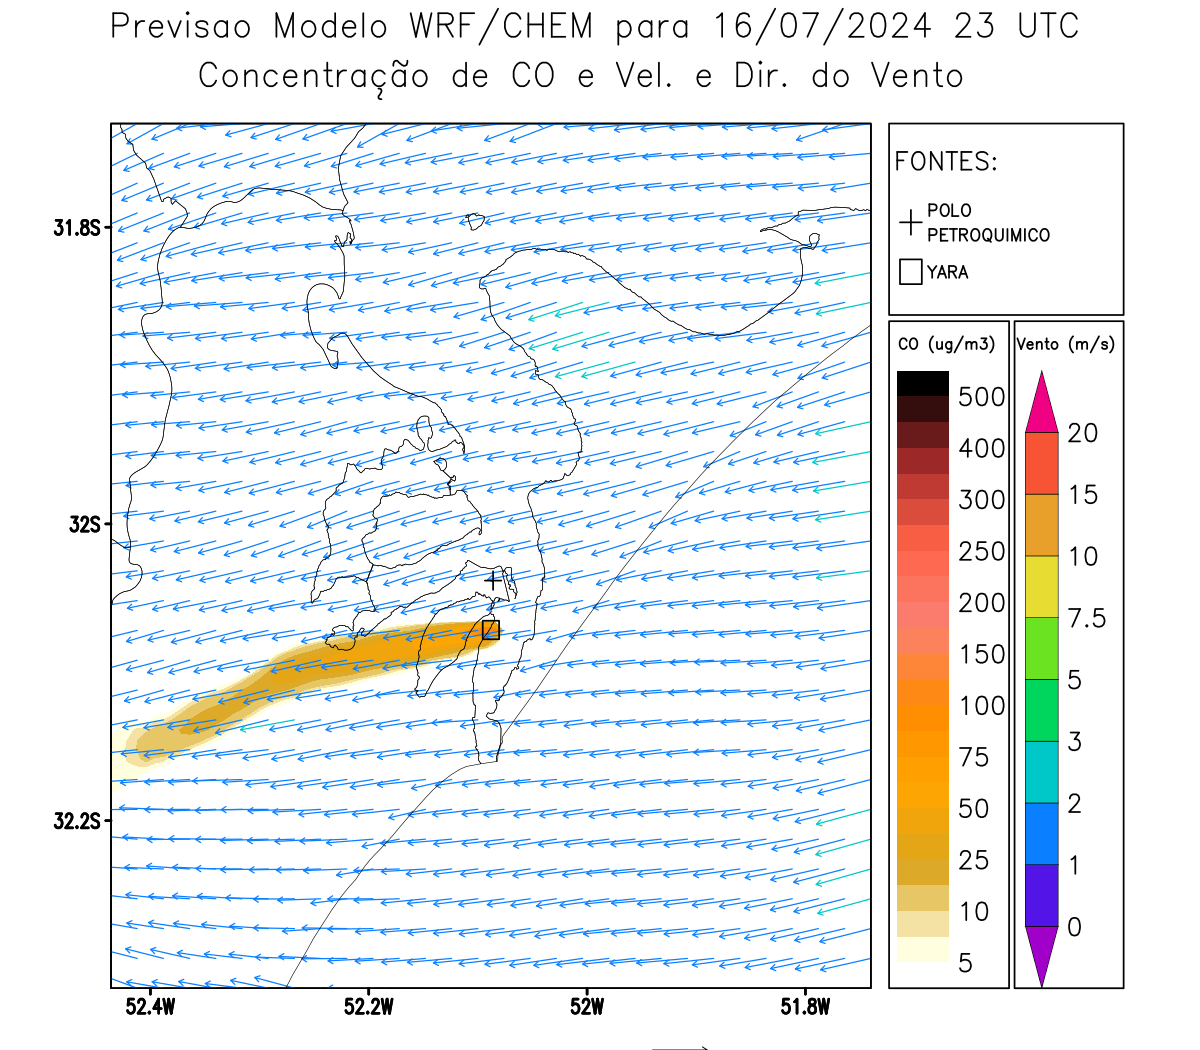 Previsao Modelo WRF/CHEM para 16/07/2024 23 UTC
Concentração de CO e Vel. e Dir. do Vento
FONTES:
POLO
PETROQUIMICO
YARA
CO (ug/m3)
500
400
300
250
200
150
100
75
50
25
10
5
Vento (m/s)
20
15
10
7.5
5
3
2
1
0
31.8S
32S
32.2S
52.4W
52.2W
52W
51.8W